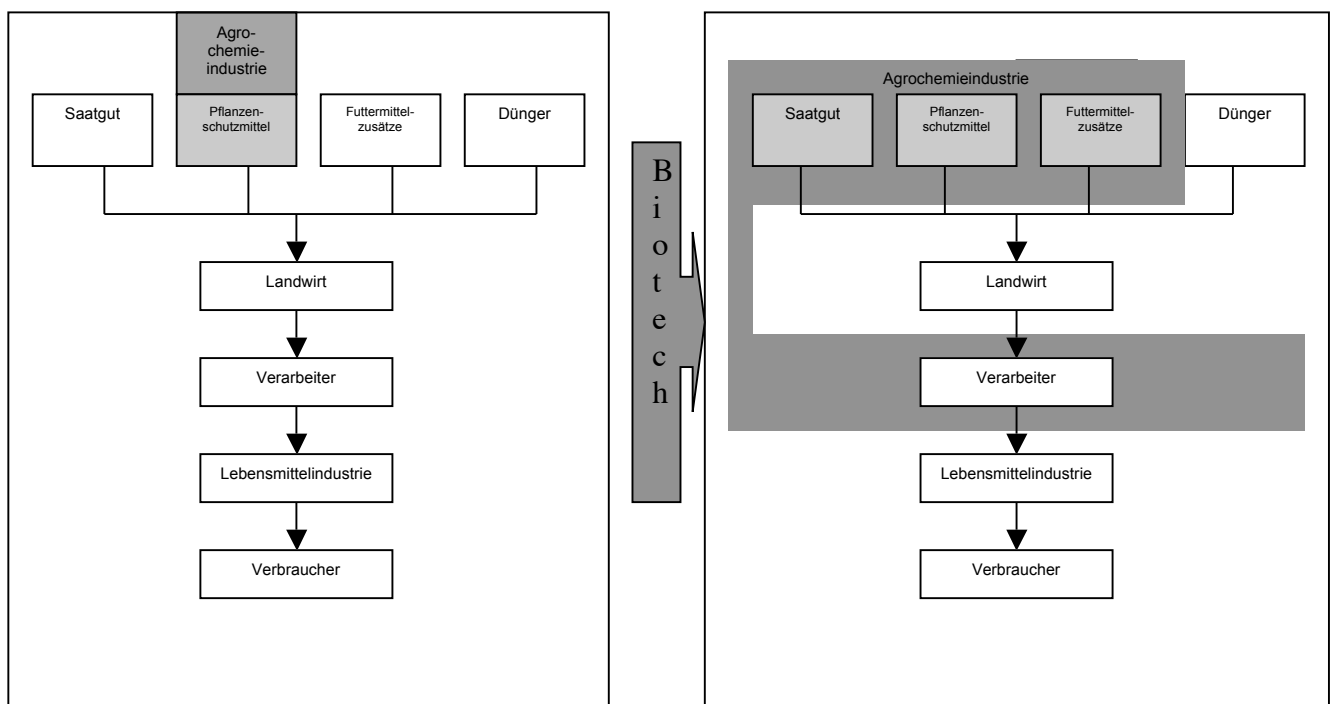 Agro-
chemie-
industrie
Saatgut
Pflanzen-
schutzmittel
Futtermittel-
zusätze
Dünger
Landwirt
Verarbeiter
Lebensmittelindustrie
Verbraucher
B
i
o
t
e
c
h
Agrochemieindustrie
Saatgut
Pflanzen-
schutzmittel
Futtermittel-
zusätze
Dünger
Landwirt
Verarbeiter
Lebensmittelindustrie
Verbraucher